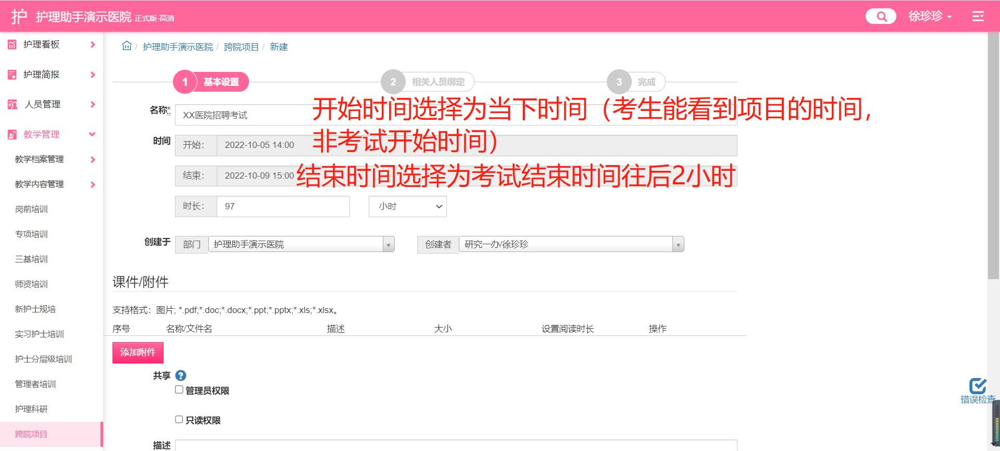 护 护理助手演示医院 正式版-高清
徐珍珍
护理看板
护理简报
人员管理
教学管理
教学档案管理
教学内容管理
岗前培训
专项培训
三基培训
师资培训
新护士规培
实习护士培训
护士分层级培训
管理者培训
护理科研
跨院项目
/ 护理助手演示医院 / 跨院项目 / 新建
1 基本设置
2 相关人员绑定
3 完成
名称* XX医院招聘考试
开始时间选择为当下时间（考生能看到项目的时间，
非考试开始时间）
时间 开始： 2022-10-05 14:00
结束： 2022-10-09 15:00
结束时间选择为考试结束时间往后2小时
时长： 97 小时
创建于 部门 护理助手演示医院 创建者 研究一办/徐珍珍
课件/附件
支持格式：图片; *.pdf;*.doc;*.docx;*.ppt;*.pptx;*.xls;*.xlsx。
序号 名称/文件名 描述 大小 设置阅读时长 操作
添加附件
共享 ?
管理员权限
只读权限
描述
错误检查